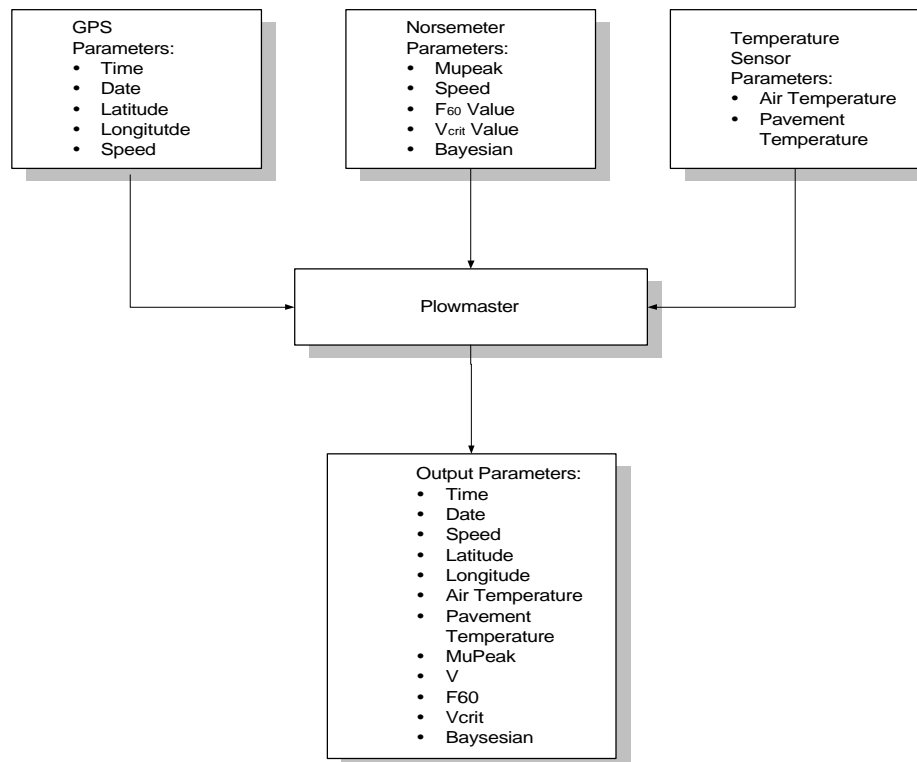 GPS
Parameters:
• Time
• Date
• Latitude
• Longitutde
• Speed
Norsemeter
Parameters:
• Mupeak
• Speed
• F60 Value
• Vcrit Value
• Bayesian
Temperature
Sensor
Parameters:
• Air Temperature
• Pavement
Temperature
Plowmaster
Output Parameters:
• Time
• Date
• Speed
• Latitude
• Longitude
• Air Temperature
• Pavement
Temperature
• MuPeak
• V
• F60
• Vcrit
• Baysesian